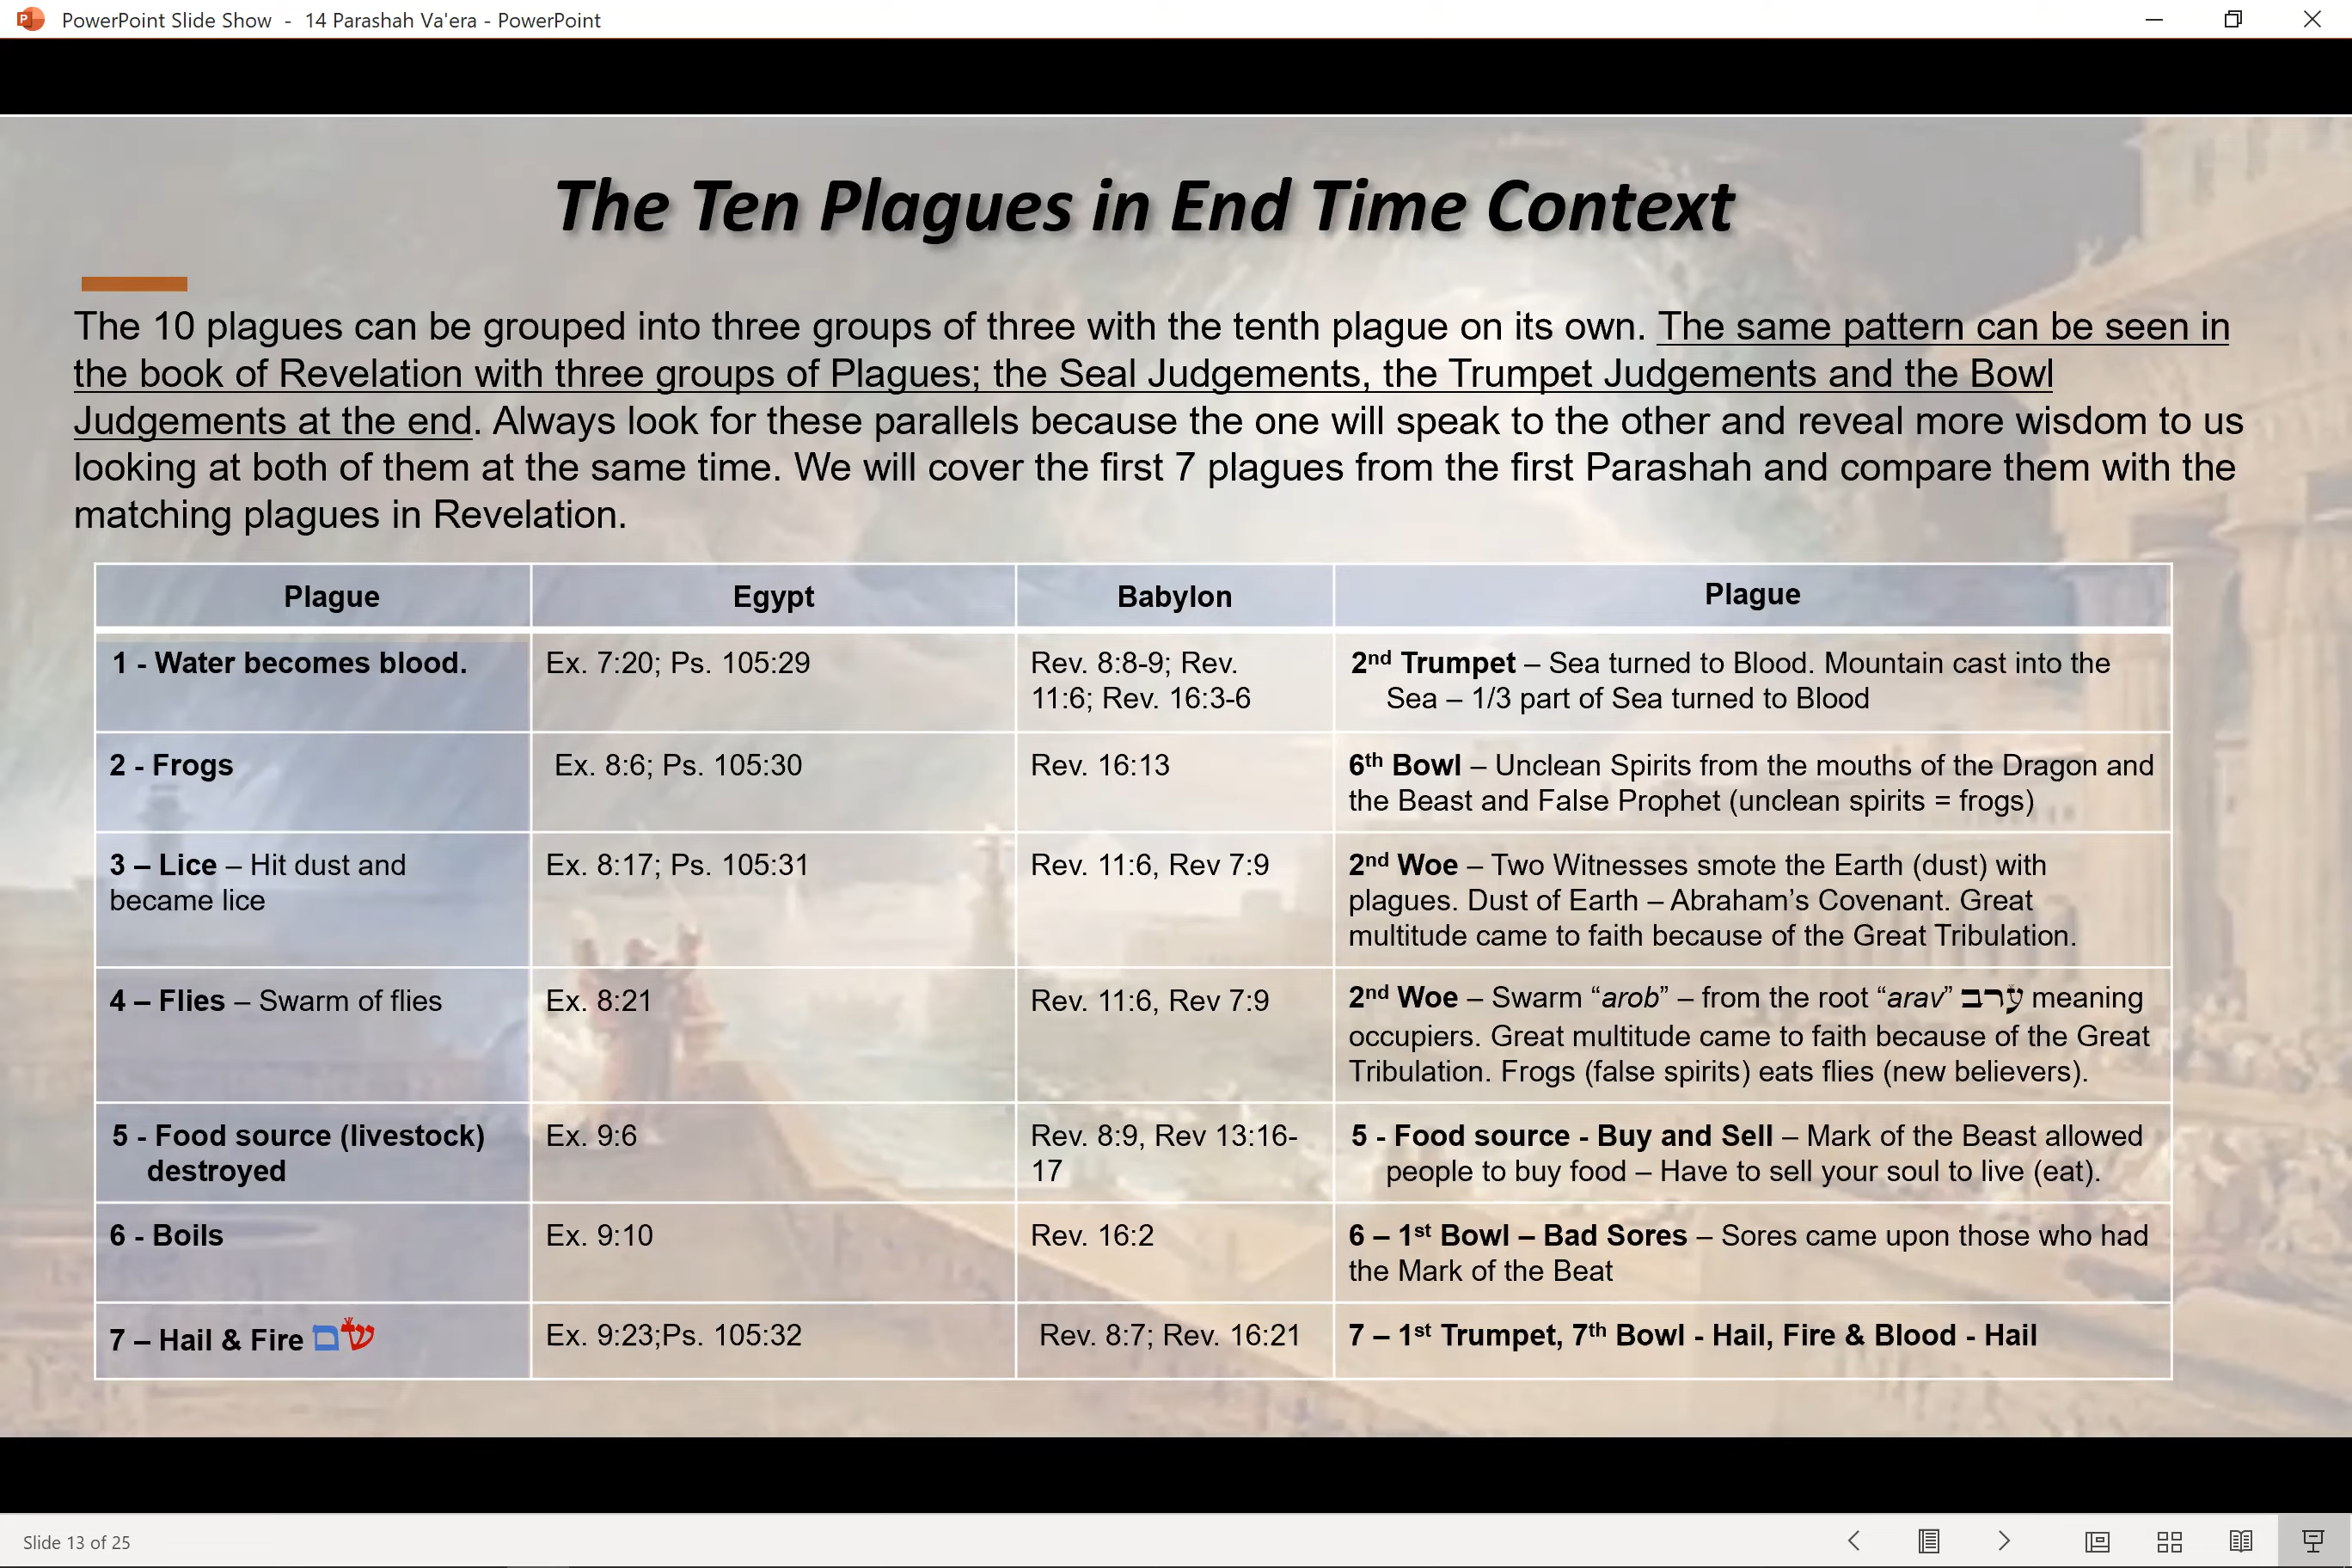 PowerPoint Slide Show - 14 Parashah Va'era - PowerPoint
The Ten Plagues in End Time Context
The 10 plagues can be grouped into three groups of three with the tenth plague on its own. The same pattern can be seen in
the book of Revelation with three groups of Plagues; the Seal Judgements, the Trumpet Judgements and the Bowl
Judgements at the end. Always look for these parallels because the one will speak to the other and reveal more wisdom to us
looking at both of them at the same time. We will cover the first 7 plagues from the first Parashah and compare them with the
matching plagues in Revelation.
Plague
Egypt
Babylon
Plague
1 - Water becomes blood.
Ex. 7:20; Ps. 105:29
Rev. 8:8-9; Rev.
11:6; Rev. 16:3-6
2nd Trumpet – Sea turned to Blood. Mountain cast into the
Sea – 1/3 part of Sea turned to Blood
2 - Frogs
Ex. 8:6; Ps. 105:30
Rev. 16:13
6th Bowl – Unclean Spirits from the mouths of the Dragon and
the Beast and False Prophet (unclean spirits = frogs)
3 – Lice – Hit dust and
became lice
Ex. 8:17; Ps. 105:31
Rev. 11:6, Rev 7:9
2nd Woe – Two Witnesses smote the Earth (dust) with
plagues. Dust of Earth – Abraham’s Covenant. Great
multitude came to faith because of the Great Tribulation.
4 – Flies – Swarm of flies
Ex. 8:21
Rev. 11:6, Rev 7:9
2nd Woe – Swarm “arob” – from the root “arav” עָרֹב meaning
occupiers. Great multitude came to faith because of the Great
Tribulation. Frogs (false spirits) eats flies (new believers).
5 - Food source (livestock)
destroyed
Ex. 9:6
Rev. 8:9, Rev 13:16-
17
5 - Food source - Buy and Sell – Mark of the Beast allowed
people to buy food – Have to sell your soul to live (eat).
6 - Boils
Ex. 9:10
Rev. 16:2
6 – 1st Bowl – Bad Sores – Sores came upon those who had
the Mark of the Beat
7 – Hail & Fire שם
Ex. 9:23;Ps. 105:32
Rev. 8:7; Rev. 16:21
7 – 1st Trumpet, 7th Bowl - Hail, Fire & Blood - Hail
Slide 13 of 25